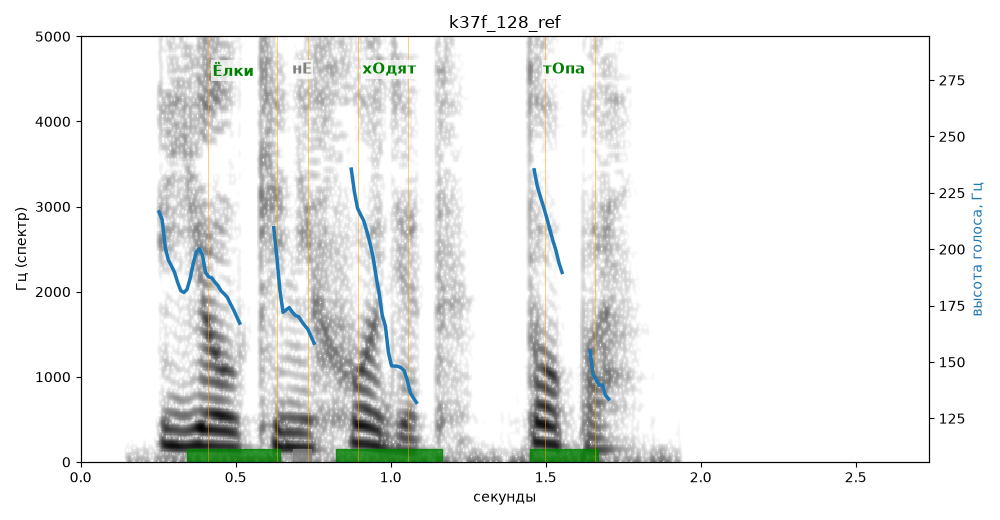 k37f_128_ref
Ёлки нЕ хОдят тОпа
Гц (спектр)
5000
4000
3000
2000
1000
0
275
250
225
200
175
150
125
высота голоса, Гц
0.0 0.5 1.0 1.5 2.0 2.5
секунды